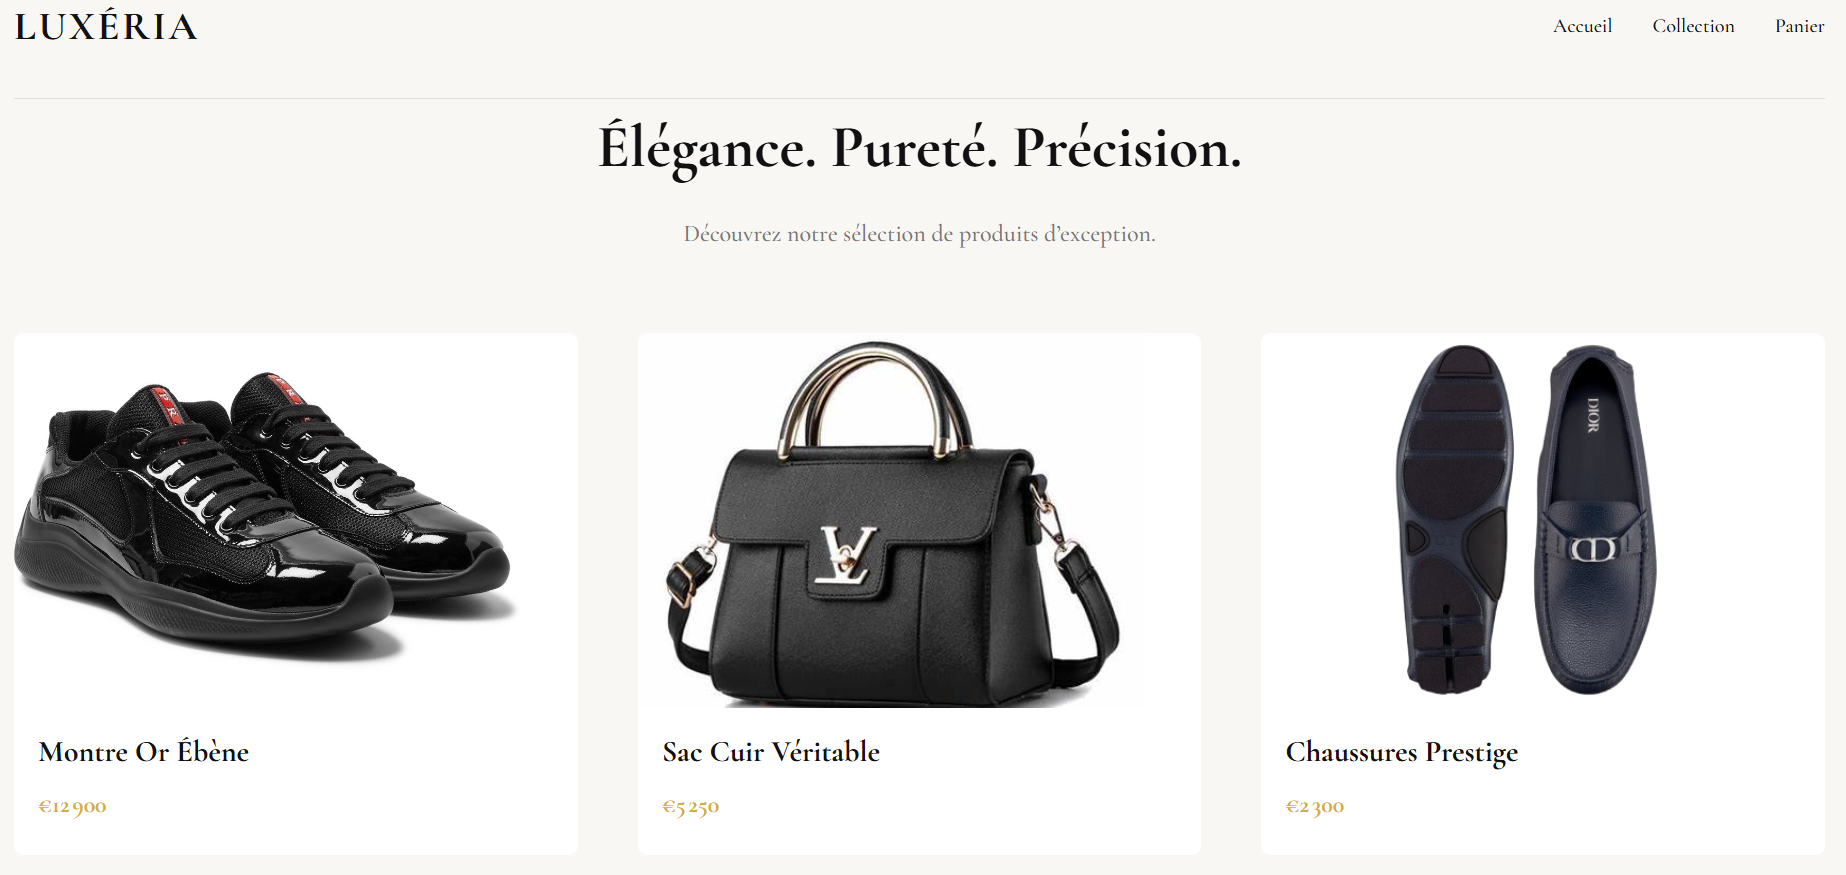 LUXÉRIA
Accueil Collection Panier
Élégance. Pureté. Précision.
Découvrez notre sélection de produits d’exception.
DIOR
CD
Montre Or Ébène
Sac Cuir Véritable
Chaussures Prestige
€12 900
€5 250
€2 300